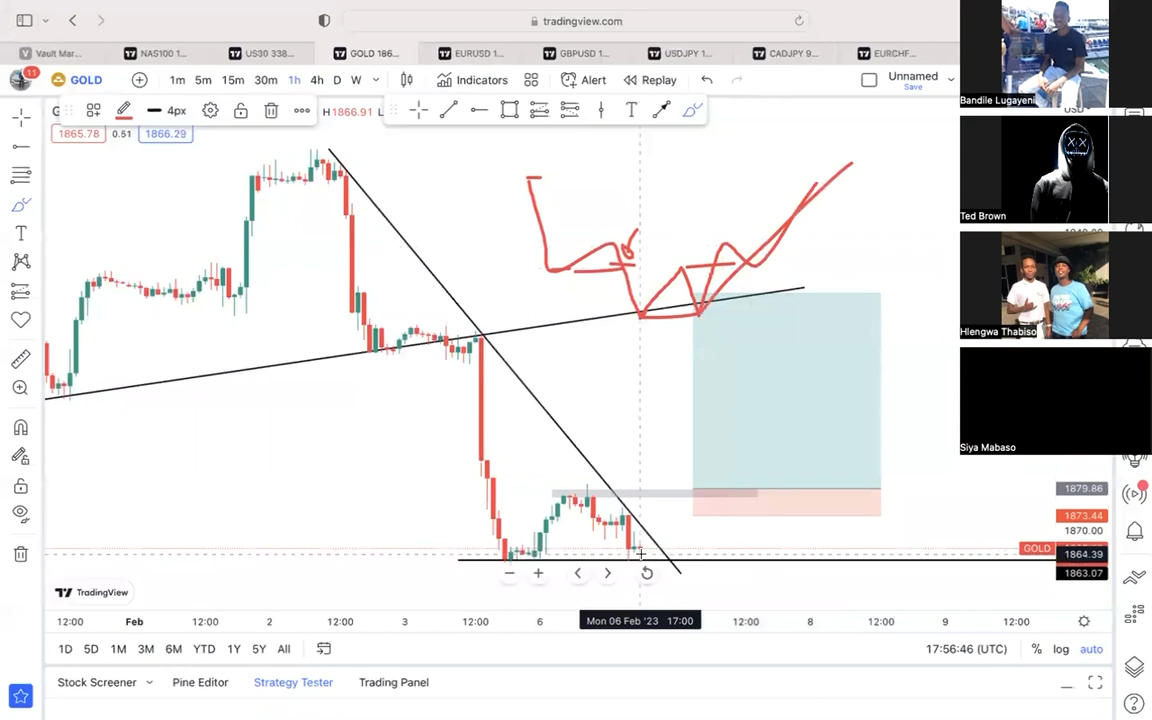 tradingview.com
11
Vault Mar...
NAS100 1...
US30 338...
GOLD 186...
EURUSD 1...
GBPUSD 1...
USDJPY 1...
CADJPY 9...
EURCHF...
GOLD
1m 5m 15m 30m 1h 4h D W
Indicators
Alert
Replay
Unnamed
Save
4px
H1866.91 L
1865.78 0.51 1866.29
Bandile Lugayeni
Ted Brown
Hlengwa Thabiso
Siya Mabaso
1879.86
1873.44
1870.00
GOLD
1864.39
1863.07
TradingView
12:00 Feb 12:00 2 12:00 3 12:00 6 Mon 06 Feb '23 17:00 12:00 8 12:00 9 12:00
1D 5D 1M 3M 6M YTD 1Y 5Y All
17:56:46 (UTC) % log auto
Stock Screener Pine Editor Strategy Tester Trading Panel